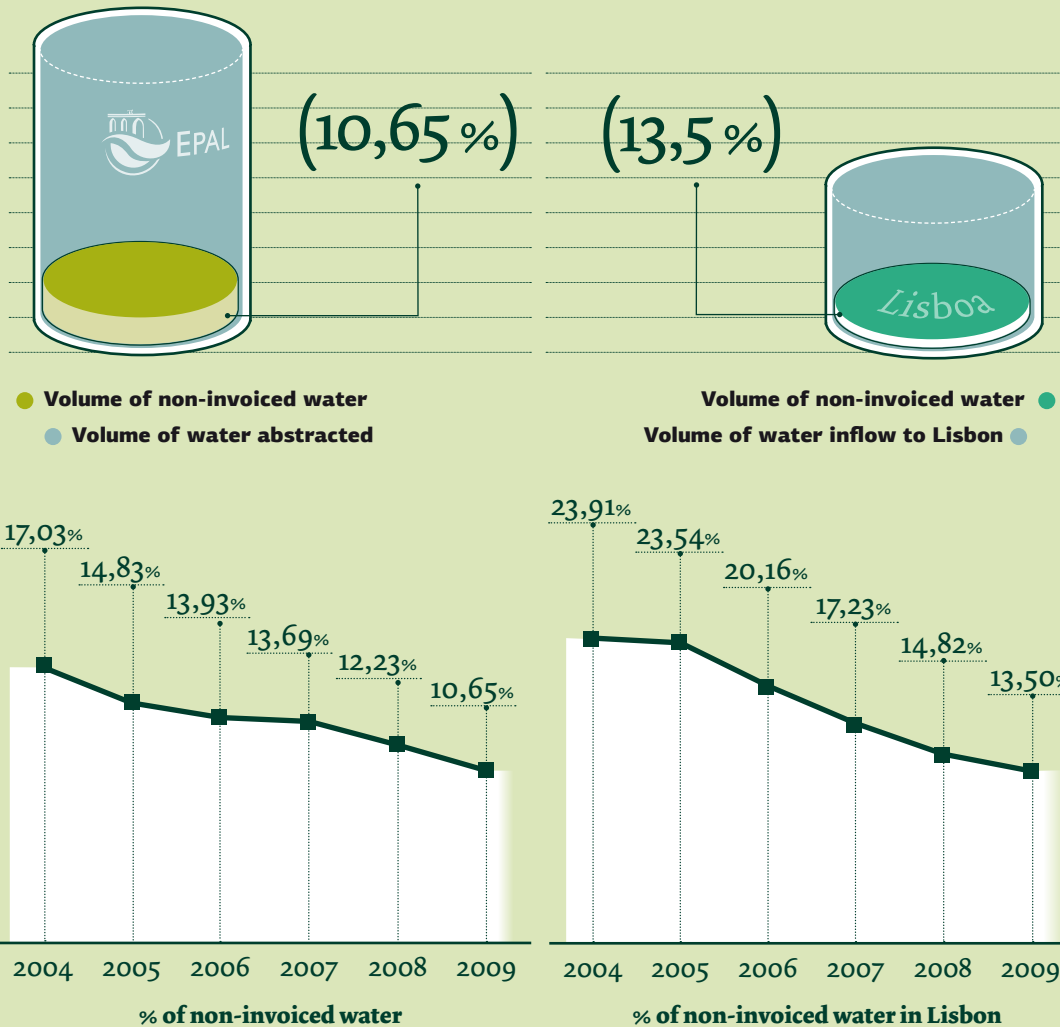 EPAL
(10,65 %)
(13,5 %)
Lisboa
Volume of non-invoiced water
Volume of water abstracted
Volume of non-invoiced water
Volume of water inflow to Lisbon
17,03%
14,83%
13,93%
13,69%
12,23%
10,65%
2004 2005 2006 2007 2008 2009
% of non-invoiced water
23,91%
23,54%
20,16%
17,23%
14,82%
13,50%
2004 2005 2006 2007 2008 2009
% of non-invoiced water in Lisbon